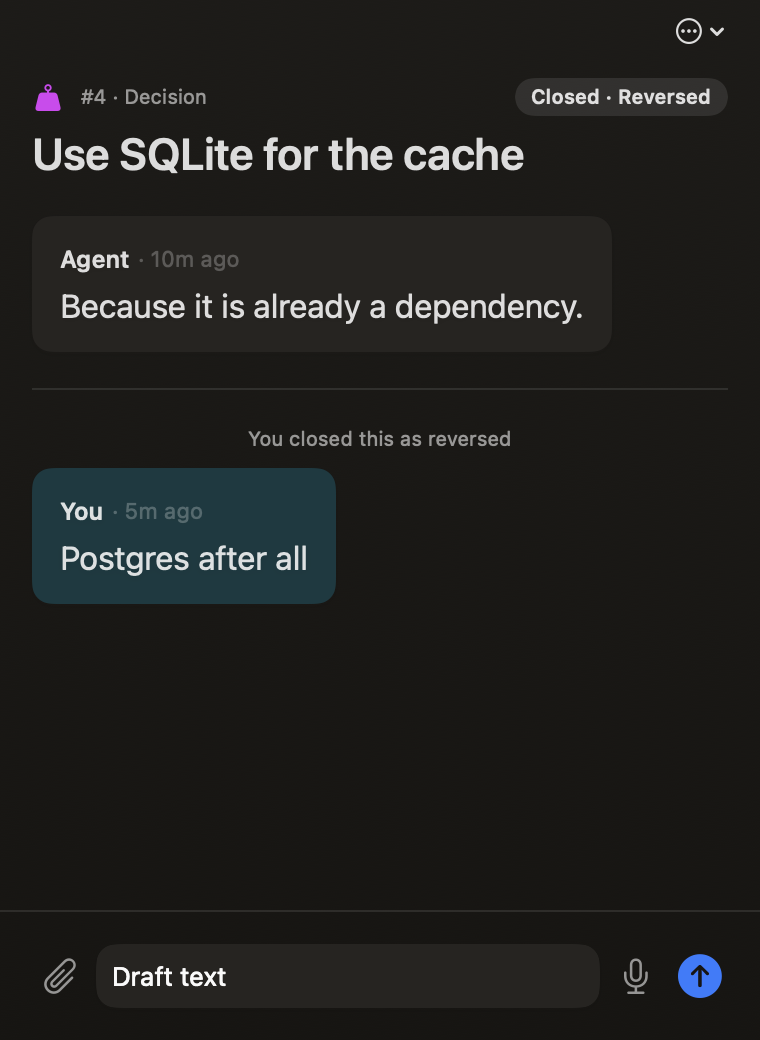 #4 · Decision
Closed · Reversed
Use SQLite for the cache
Agent · 10m ago
Because it is already a dependency.
You closed this as reversed
You · 5m ago
Postgres after all
Draft text